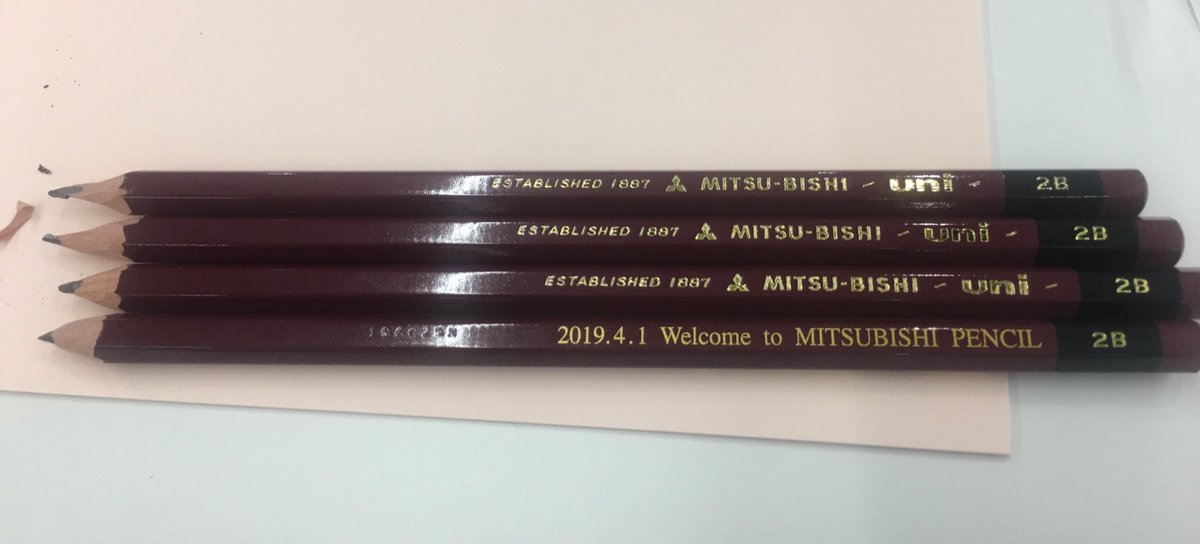 ESTABLISHED 1887 MITSU-BISHI - uni - 2B
ESTABLISHED 1887 MITSU-BISHI - uni - 2B
ESTABLISHED 1887 MITSU-BISHI - uni - 2B
2019.4.1 Welcome to MITSUBISHI PENCIL 2B